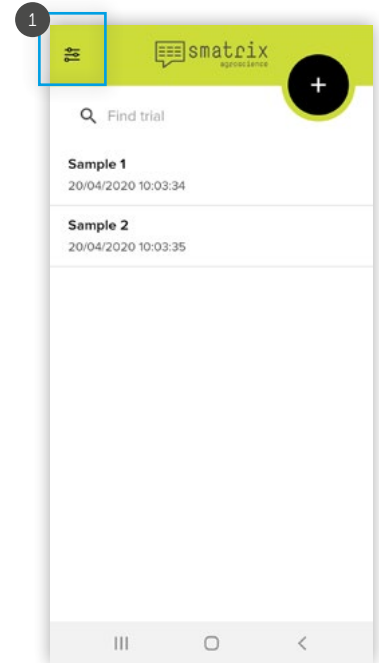 1
smatrix
agroscience
+
Find trial
Sample 1
20/04/2020 10:03:34
Sample 2
20/04/2020 10:03:35